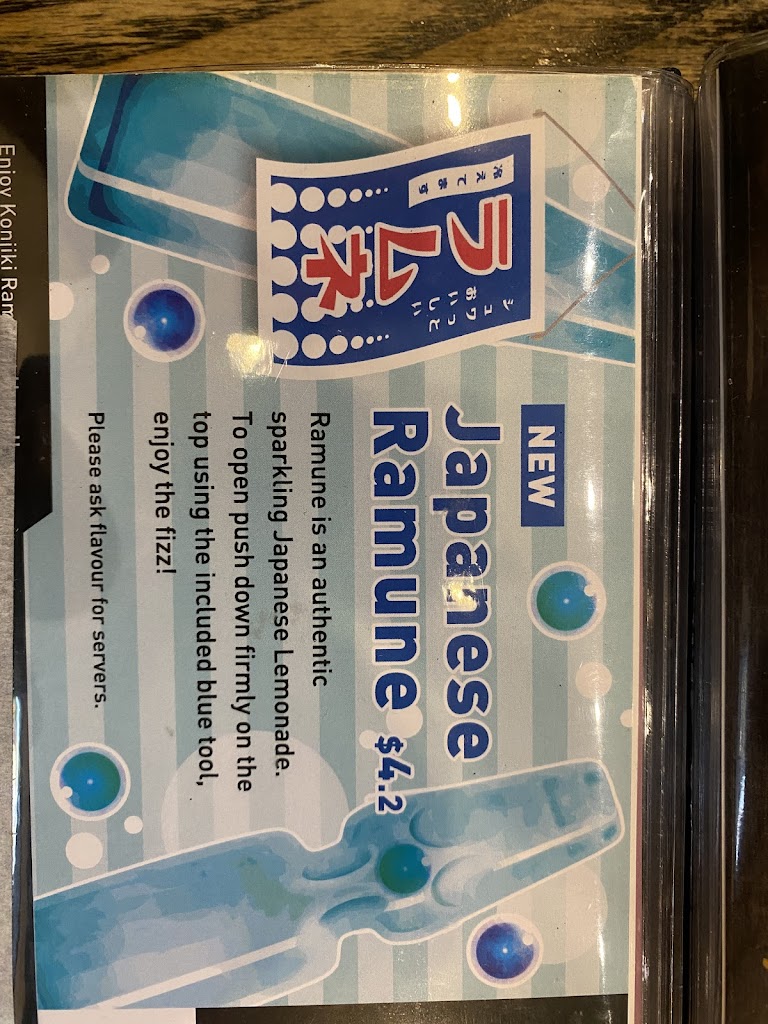 冷えてます
ラムネ
シュワっと
おいしい
NEW
Japanese
Ramune $4.2
Ramune is an authentic
sparkling Japanese Lemonade.
To open push down firmly on the
top using the included blue tool,
enjoy the fizz!
Please ask flavour for servers.
Enjoy Konjiki Ram